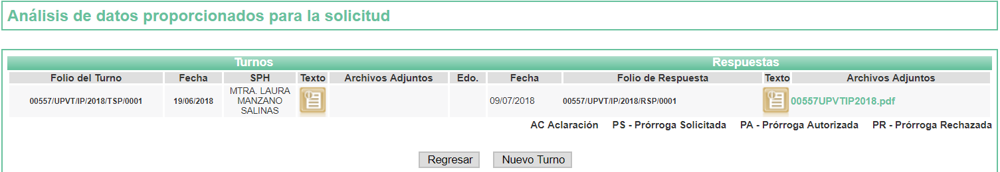 Análisis de datos proporcionados para la solicitud
Turnos Respuestas
Folio del Turno Fecha SPH Texto Archivos Adjuntos Edo. Fecha Folio de Respuesta Texto Archivos Adjuntos
00557/UPVT/IP/2018/TSP/0001 19/06/2018 MTRA. LAURA MANZANO SALINAS 09/07/2018 00557/UPVT/IP/2018/RSP/0001 00557UPVTIP2018.pdf
AC Aclaración PS - Prórroga Solicitada PA - Prórroga Autorizada PR - Prórroga Rechazada
Regresar Nuevo Turno